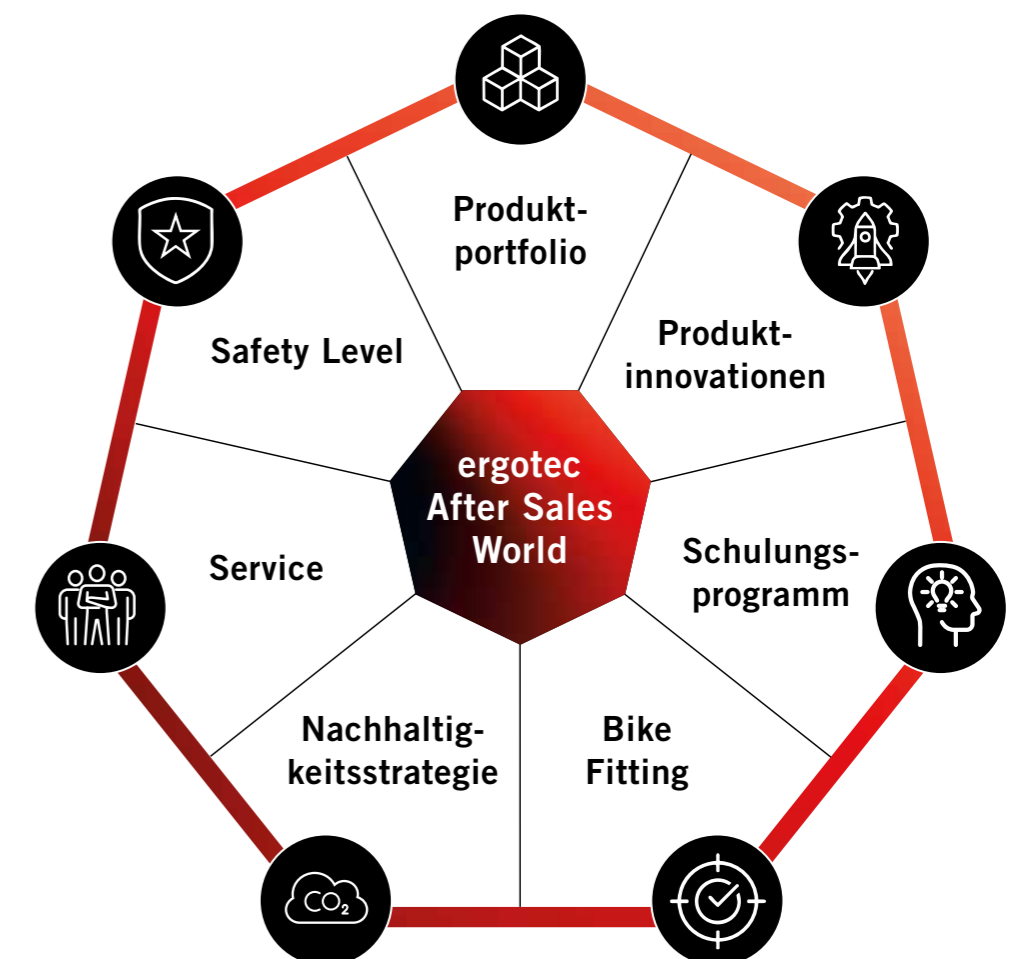 Produkt-
portfolio
Produkt-
innovationen
Safety Level
ergotec
After Sales
World
Schulungs-
programm
Service
Bike
Fitting
Nachhaltig-
keitsstrategie
CO₂